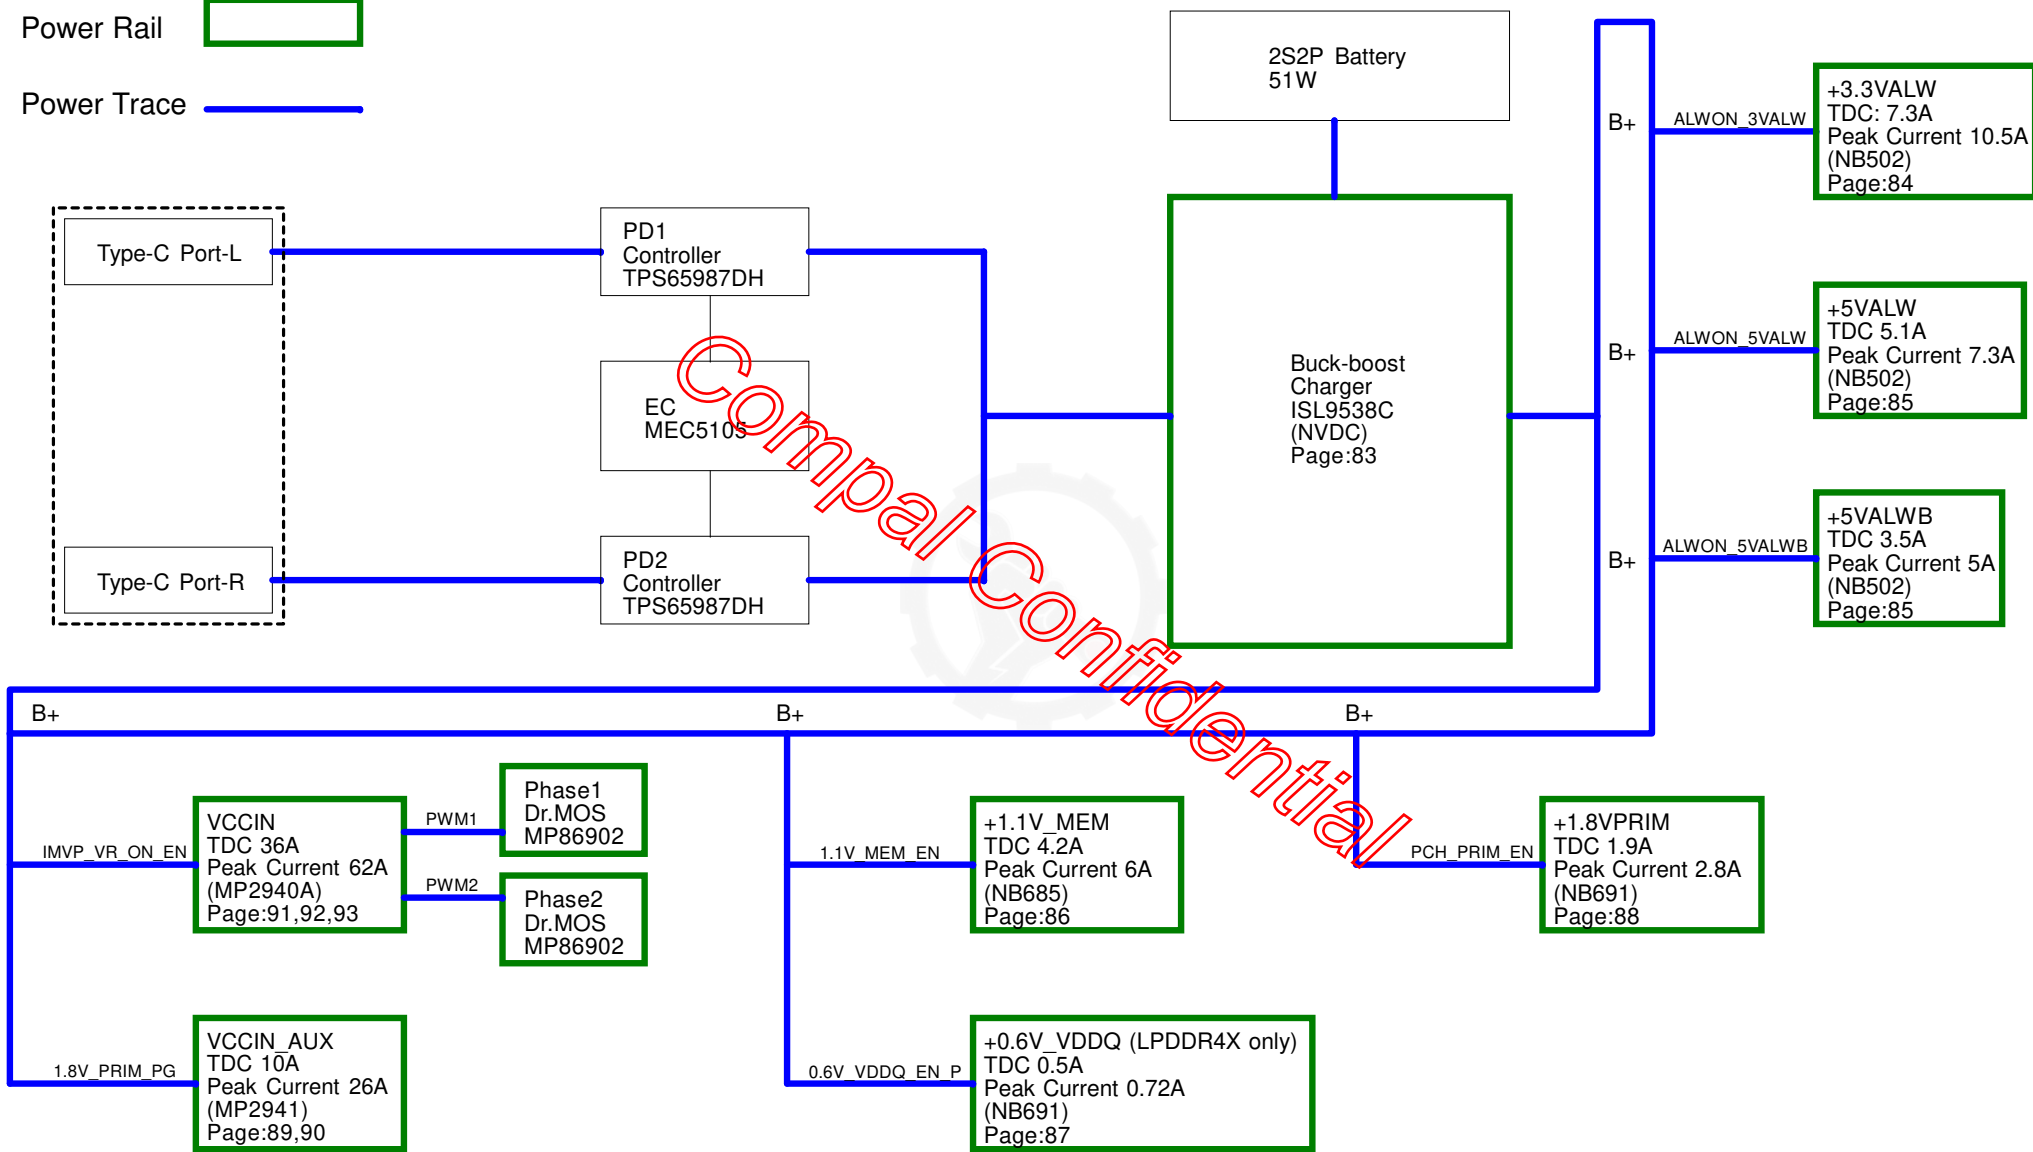 Power Rail
Power Trace
2S2P Battery
51W
Type-C Port-L
PD1
Controller
TPS65987DH
EC
MEC5105
Type-C Port-R
PD2
Controller
TPS65987DH
Buck-boost
Charger
ISL9538C
(NVDC)
Page:83
B+
ALWON_3VALW
+3.3VALW
TDC: 7.3A
Peak Current 10.5A
(NB502)
Page:84
B+
ALWON_5VALW
+5VALW
TDC 5.1A
Peak Current 7.3A
(NB502)
Page:85
B+
ALWON_5VALWB
+5VALWB
TDC 3.5A
Peak Current 5A
(NB502)
Page:85
Compal Confidential
B+
B+
B+
IMVP_VR_ON_EN
VCCIN
TDC 36A
Peak Current 62A
(MP2940A)
Page:91,92,93
PWM1
Phase1
Dr.MOS
MP86902
PWM2
Phase2
Dr.MOS
MP86902
1.1V_MEM_EN
+1.1V_MEM
TDC 4.2A
Peak Current 6A
(NB685)
Page:86
PCH_PRIM_EN
+1.8VPRIM
TDC 1.9A
Peak Current 2.8A
(NB691)
Page:88
1.8V_PRIM_PG
VCCIN_AUX
TDC 10A
Peak Current 26A
(MP2941)
Page:89,90
0.6V_VDDQ_EN_P
+0.6V_VDDQ (LPDDR4X only)
TDC 0.5A
Peak Current 0.72A
(NB691)
Page:87